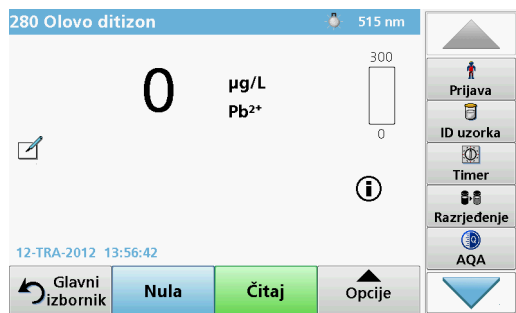 280 Olovo ditizon
515 nm
300
0
µg/L
Pb²⁺
0
12-TRA-2012 13:56:42
Glavni
izbornik
Nula
Čitaj
Opcije
Prijava
ID uzorka
Timer
Razrjeđenje
AQA